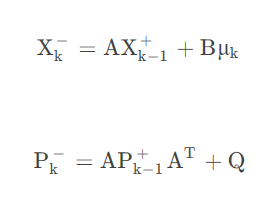 X_k^- = AX_{k-1}^+ + Bμ_k
P_k^- = AP_{k-1}^+ A^T + Q